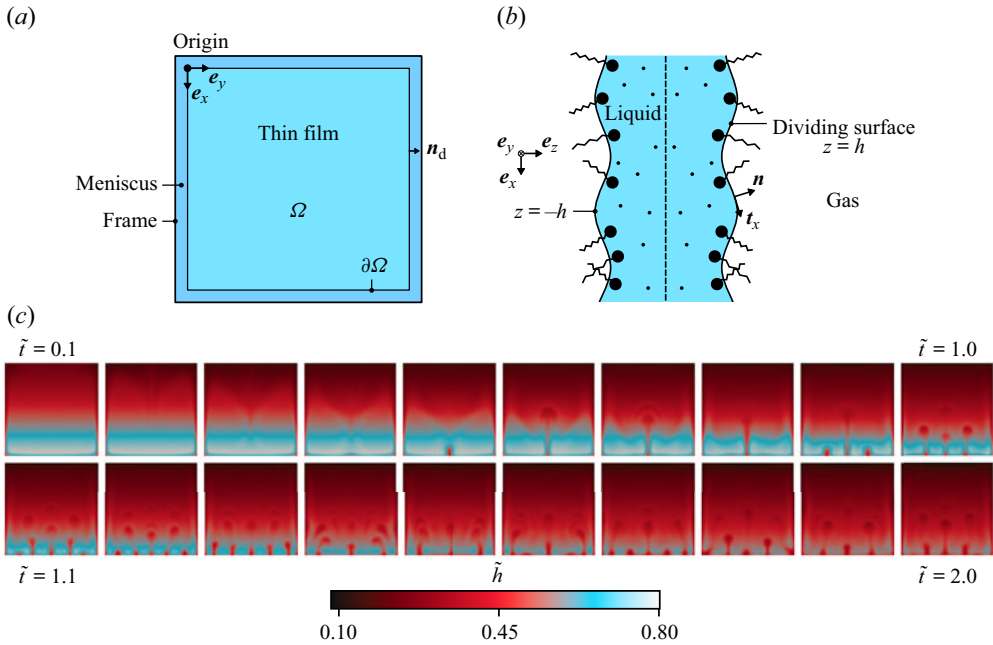 (a)
Origin
e_y
e_x
Thin film
n_d
Meniscus
Frame
Ω
∂Ω
(b)
Liquid
Dividing surface
z = h
e_y
e_z
e_x
n
Gas
z = –h
t_x
(c)
t̃ = 0.1
t̃ = 1.0
t̃ = 1.1
h̃
t̃ = 2.0
0.10
0.45
0.80